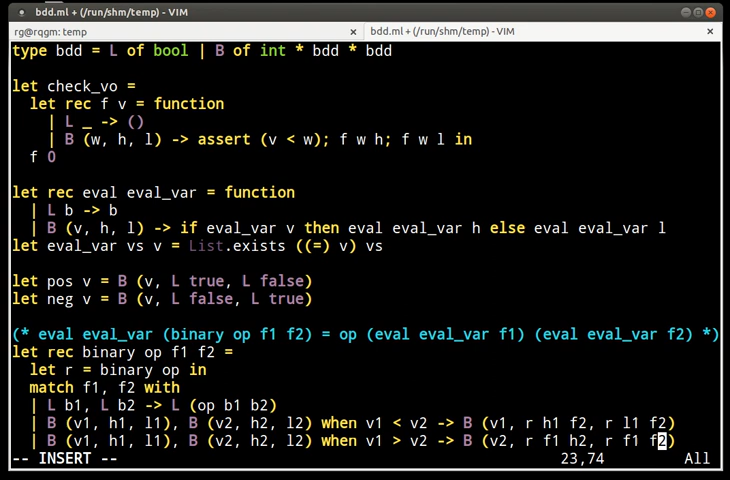 bdd.ml + (/run/shm/temp) - VIM
rg@rqgm: temp
bdd.ml + (/run/shm/temp) - VIM
type bdd = L of bool | B of int * bdd * bdd
let check_vo =
let rec f v = function
| L _ -> ()
| B (w, h, l) -> assert (v < w); f w h; f w l in
f 0
let rec eval eval_var = function
| L b -> b
| B (v, h, l) -> if eval_var v then eval eval_var h else eval eval_var l
let eval_var vs v = List.exists ((=) v) vs
let pos v = B (v, L true, L false)
let neg v = B (v, L false, L true)
(* eval eval_var (binary op f1 f2) = op (eval eval_var f1) (eval eval_var f2) *)
let rec binary op f1 f2 =
let r = binary op in
match f1, f2 with
| L b1, L b2 -> L (op b1 b2)
| B (v1, h1, l1), B (v2, h2, l2) when v1 < v2 -> B (v1, r h1 f2, r l1 f2)
| B (v1, h1, l1), B (v2, h2, l2) when v1 > v2 -> B (v2, r f1 h2, r f1 f2)
-- INSERT -- 23,74 All